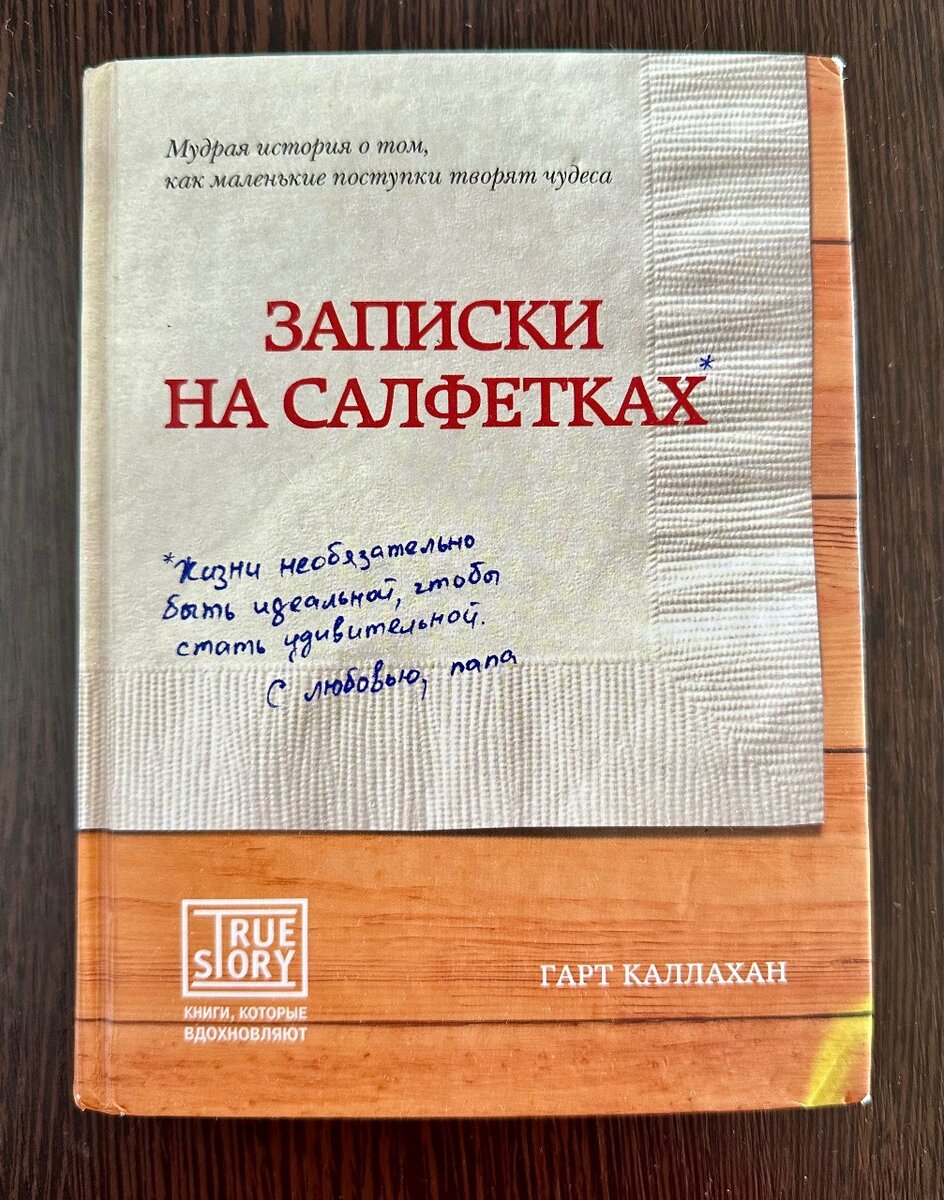 Мудрая история о том,
как маленькие поступки творят чудеса
ЗАПИСКИ
НА САЛФЕТКАХ*
*Жизни необязательно
быть идеальной, чтобы
стать удивительной.
С любовью, папа
TRUE
STORY
КНИГИ, КОТОРЫЕ
ВДОХНОВЛЯЮТ
ГАРТ КАЛЛАХАН